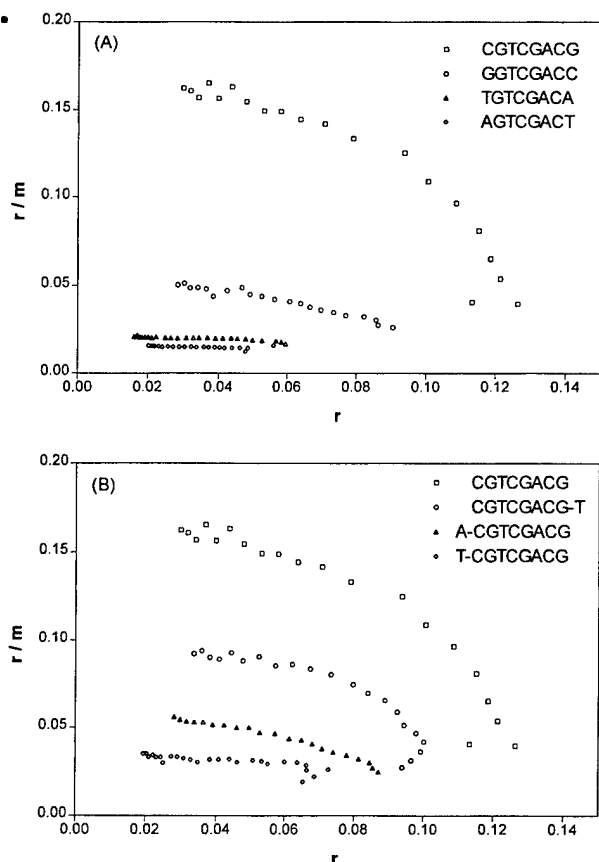 (A)
0.20
0.15
0.10
0.05
0.00
r / m
CGTCGACG
GGTCGACC
TGTCGACA
AGTCGACT
0.00 0.02 0.04 0.06 0.08 0.10 0.12 0.14
r
(B)
0.20
0.15
0.10
0.05
0.00
r / m
CGTCGACG
CGTCGACG-T
A-CGTCGACG
T-CGTCGACG
0.00 0.02 0.04 0.06 0.08 0.10 0.12 0.14
r